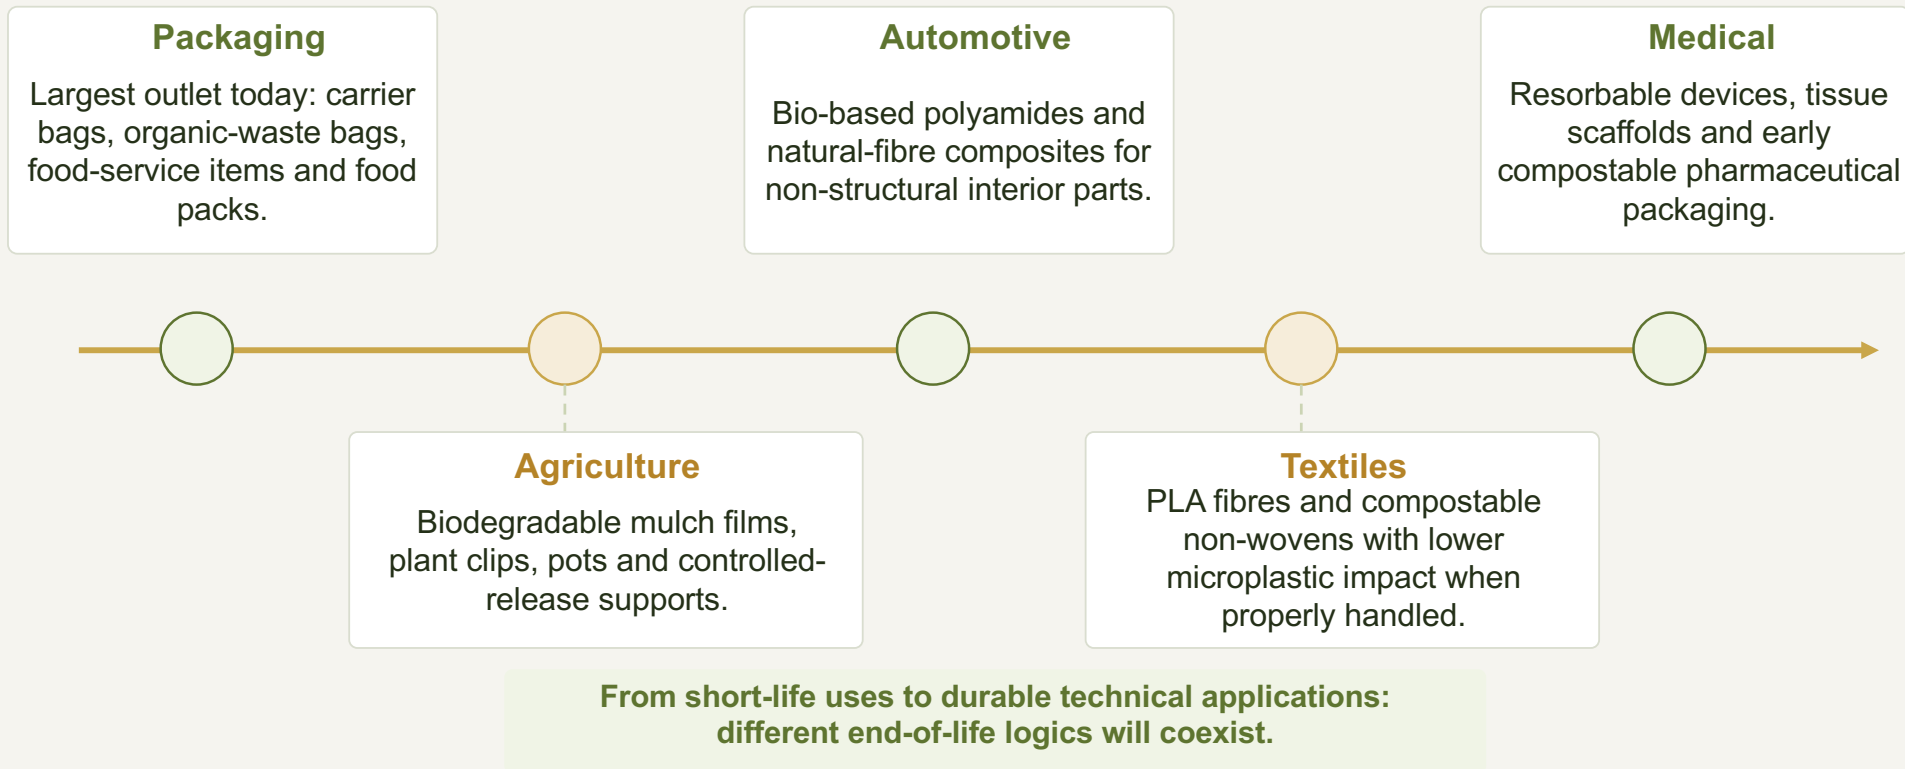 Packaging
Largest outlet today: carrier
bags, organic-waste bags,
food-service items and food
packs.
Automotive
Bio-based polyamides and
natural-fibre composites for
non-structural interior parts.
Medical
Resorbable devices, tissue
scaffolds and early
compostable pharmaceutical
packaging.
Agriculture
Biodegradable mulch films,
plant clips, pots and controlled-
release supports.
Textiles
PLA fibres and compostable
non-wovens with lower
microplastic impact when
properly handled.
From short-life uses to durable technical applications:
different end-of-life logics will coexist.